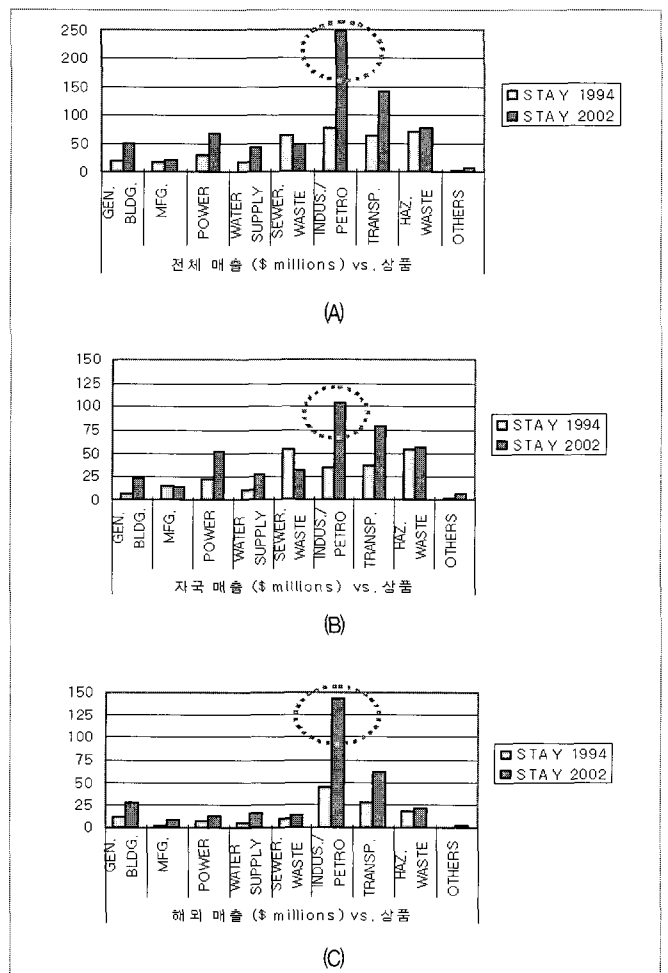 250
200
150
100
50
0
STAY 1994
STAY 2002
GEN.
BLDG.
MFG.
POWER
WATER
SUPPLY
SEWER.
WASTE
INDUS./
PETRO
TRANSP.
HAZ.
WASTE
OTHERS
전체 매출 ($ millions) vs. 상품
(A)
150
125
100
75
50
25
0
STAY 1994
STAY 2002
GEN.
BLDG.
MFG.
POWER
WATER
SUPPLY
SEWER.
WASTE
INDUS./
PETRO
TRANSP.
HAZ.
WASTE
OTHERS
자국 매출 ($ millions) vs. 상품
(B)
150
125
100
75
50
25
0
STAY 1994
STAY 2002
GEN.
BLDG.
MFG.
POWER
WATER
SUPPLY
SEWER.
WASTE
INDUS./
PETRO
TRANSP.
HAZ.
WASTE
OTHERS
해외 매출 ($ millions) vs. 상품
(C)